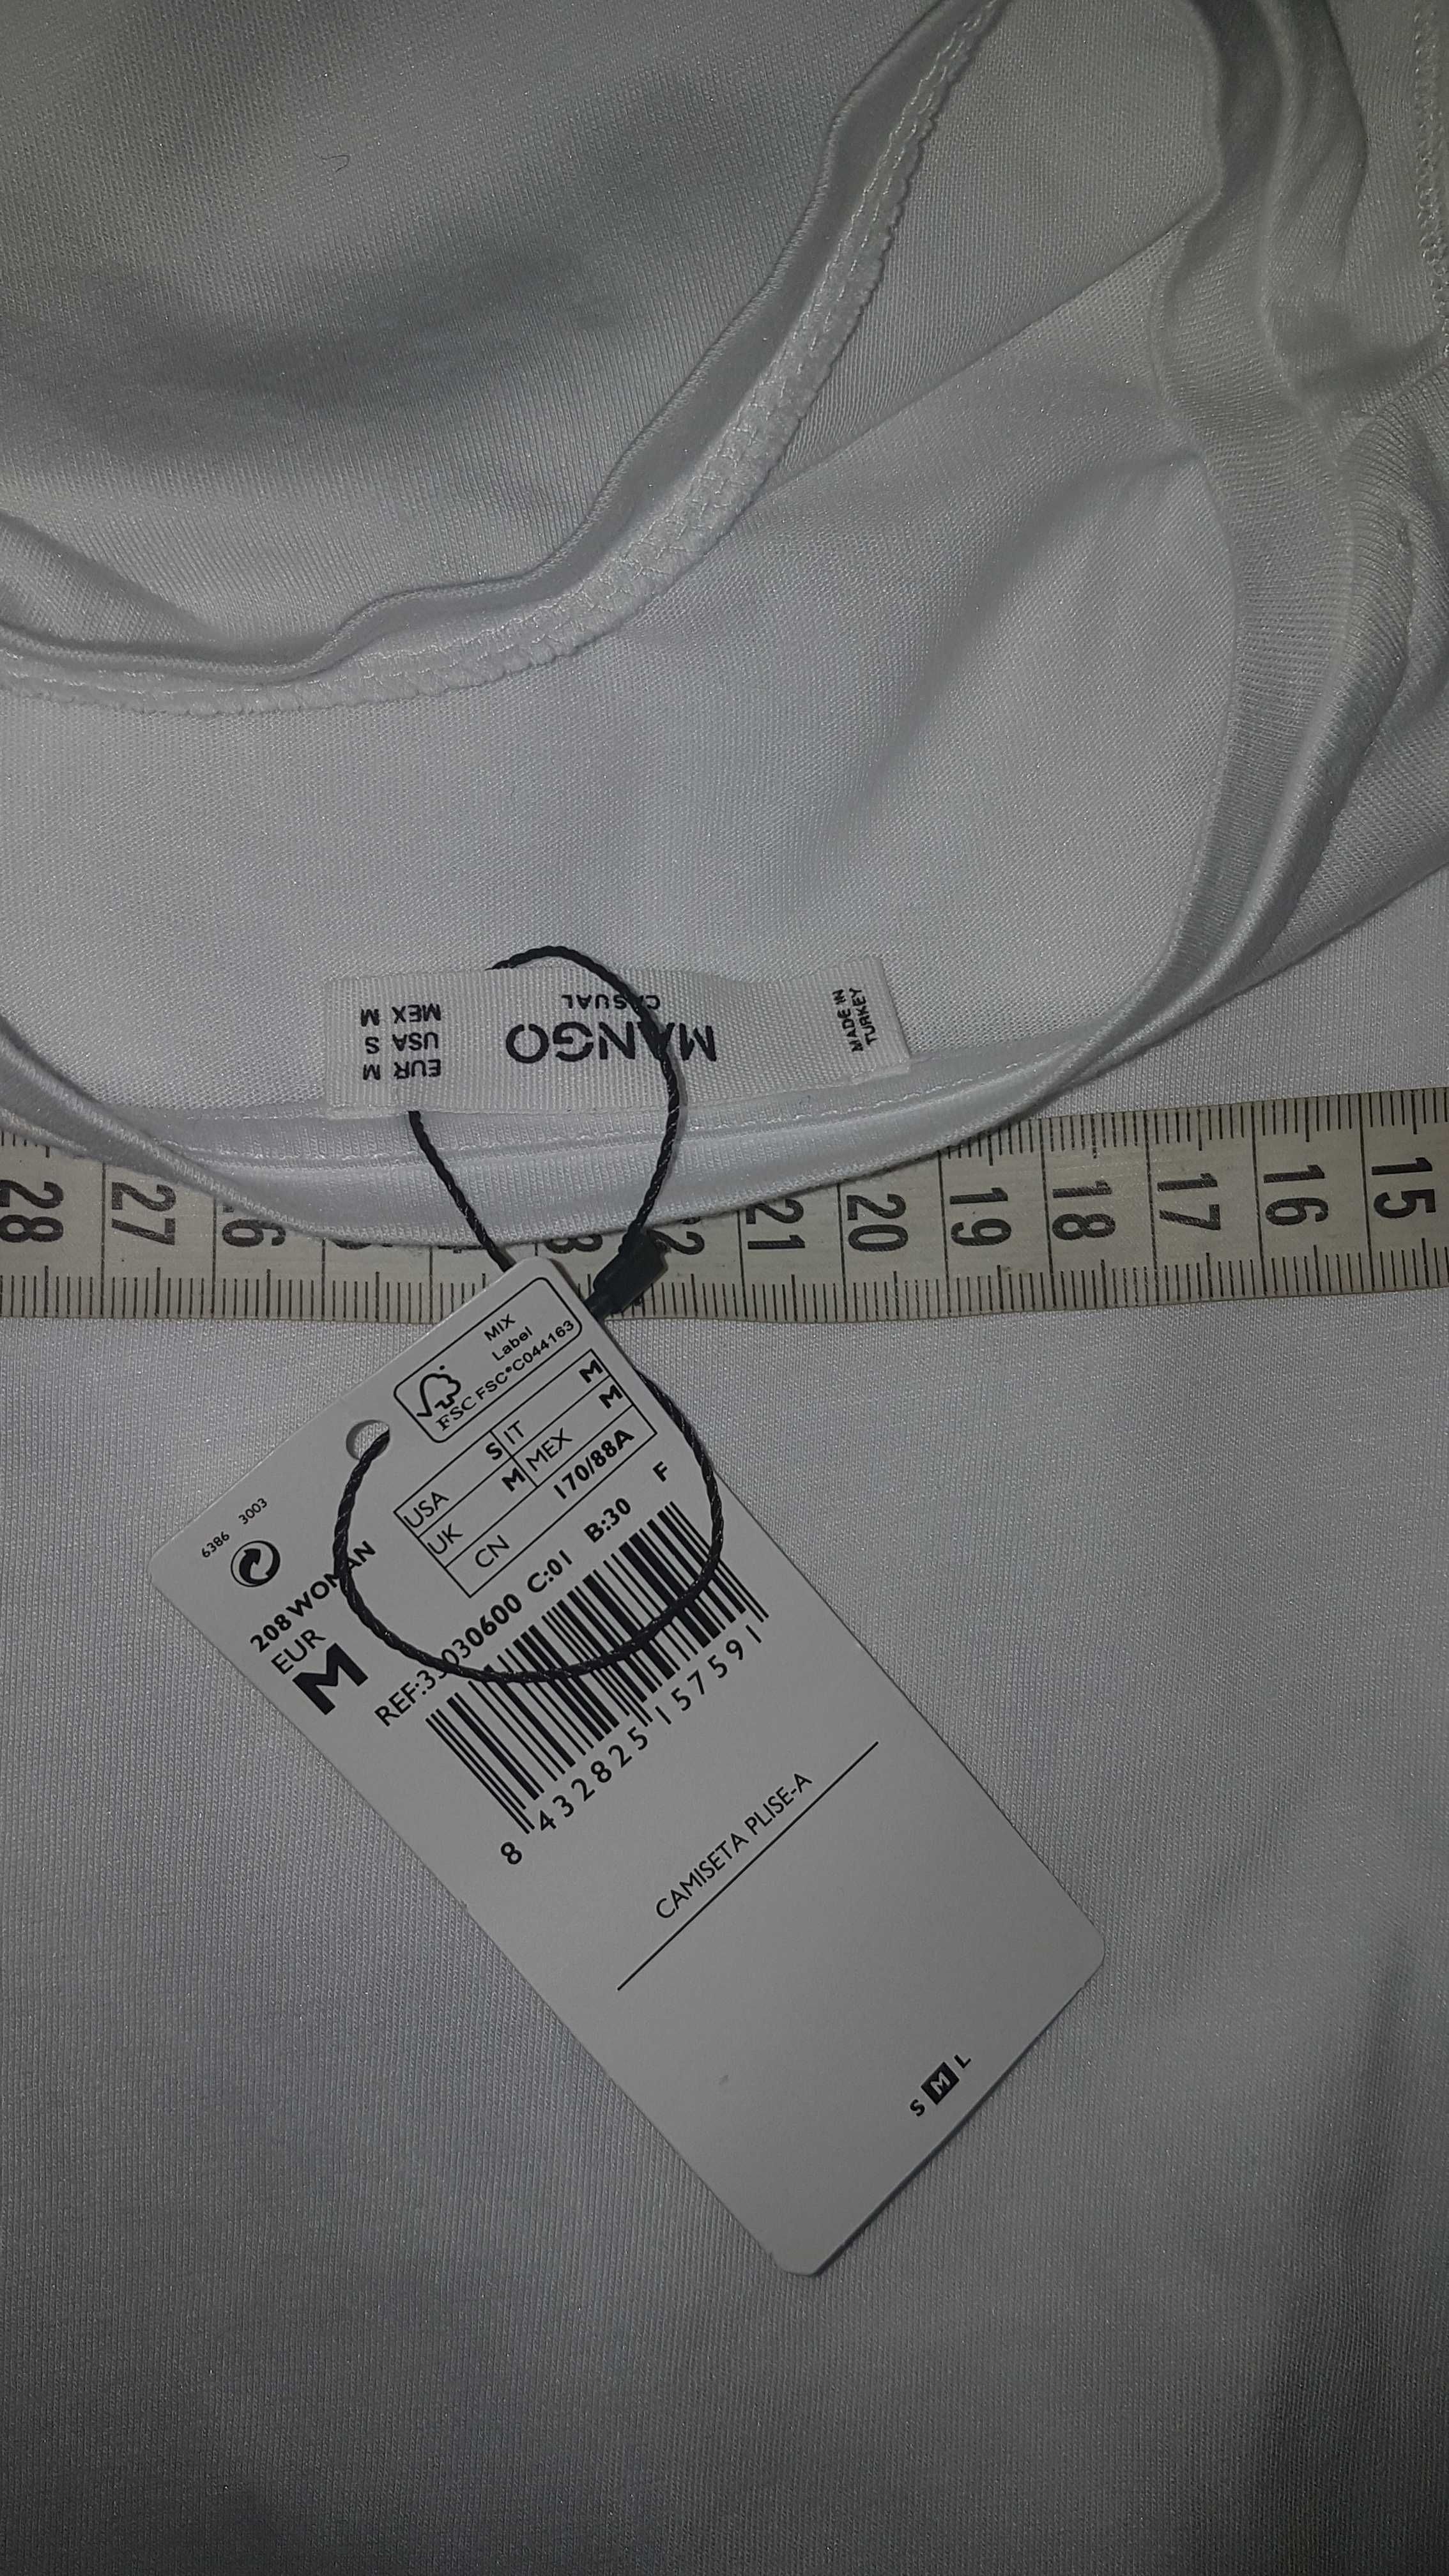 MANGO
CASUAL
EUR M
USA S
MEX M
MADE IN
TURKEY
28 27 26 22 21 20 19 18 17 16 15
MIX
Label
FSC FSC®C044163
USA S IT M
UK M MEX M
CN 170/88A
6386 3003
208 WOMAN
EUR
M
C:01 B:30 F
8 432825 157591
CAMISETA PLISE-A
S M L